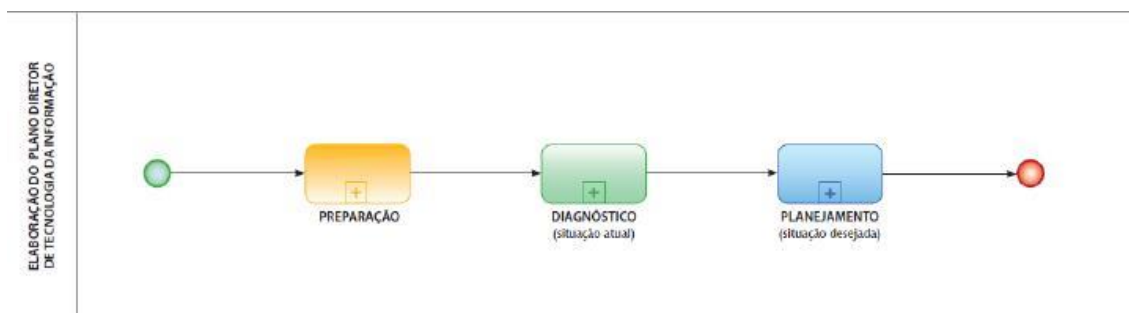 ELABORAÇÃO DO PLANO DIRETOR
DE TECNOLOGIA DA INFORMAÇÃO
PREPARAÇÃO
DIAGNÓSTICO
(situação atual)
PLANEJAMENTO
(situação desejada)